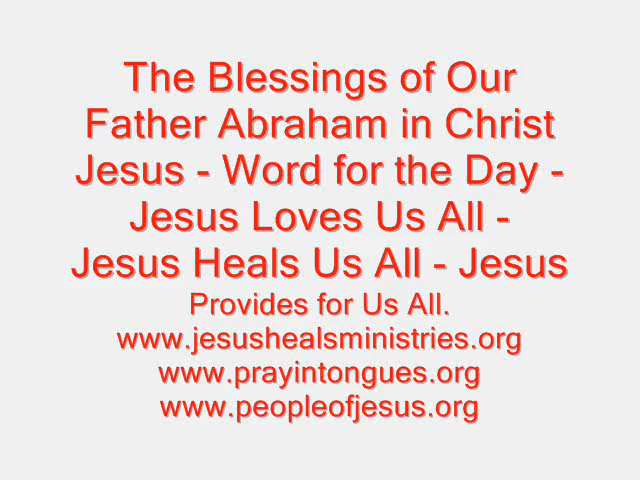 The Blessings of Our
Father Abraham in Christ
Jesus - Word for the Day -
Jesus Loves Us All -
Jesus Heals Us All - Jesus
Provides for Us All.
www.jesushealsministries.org
www.prayintongues.org
www.peopleofjesus.org